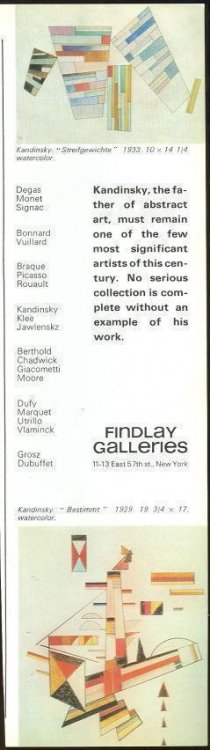 Kandinsky. "Streifgewichte" 1933. 10 × 14 1/4
watercolor.
Degas
Monet
Signac
Bonnard
Vuillard
Braque
Picasso
Rouault
Kandinsky
Klee
Jawlenskz
Berthold
Chadwick
Giacometti
Moore
Dufy
Marquet
Utrillo
Vlaminck
Grosz
Dubuffet
Kandinsky, the fa-
ther of abstract
art, must remain
one of the few
most significant
artists of this cen-
tury. No serious
collection is com-
plete without an
example of his
work.
FINDLAY
GALLERIES
11-13 East 57th st., New York
Kandinsky. "Bestimmt" 1929. 19 3/4 × 17.
watercolor.